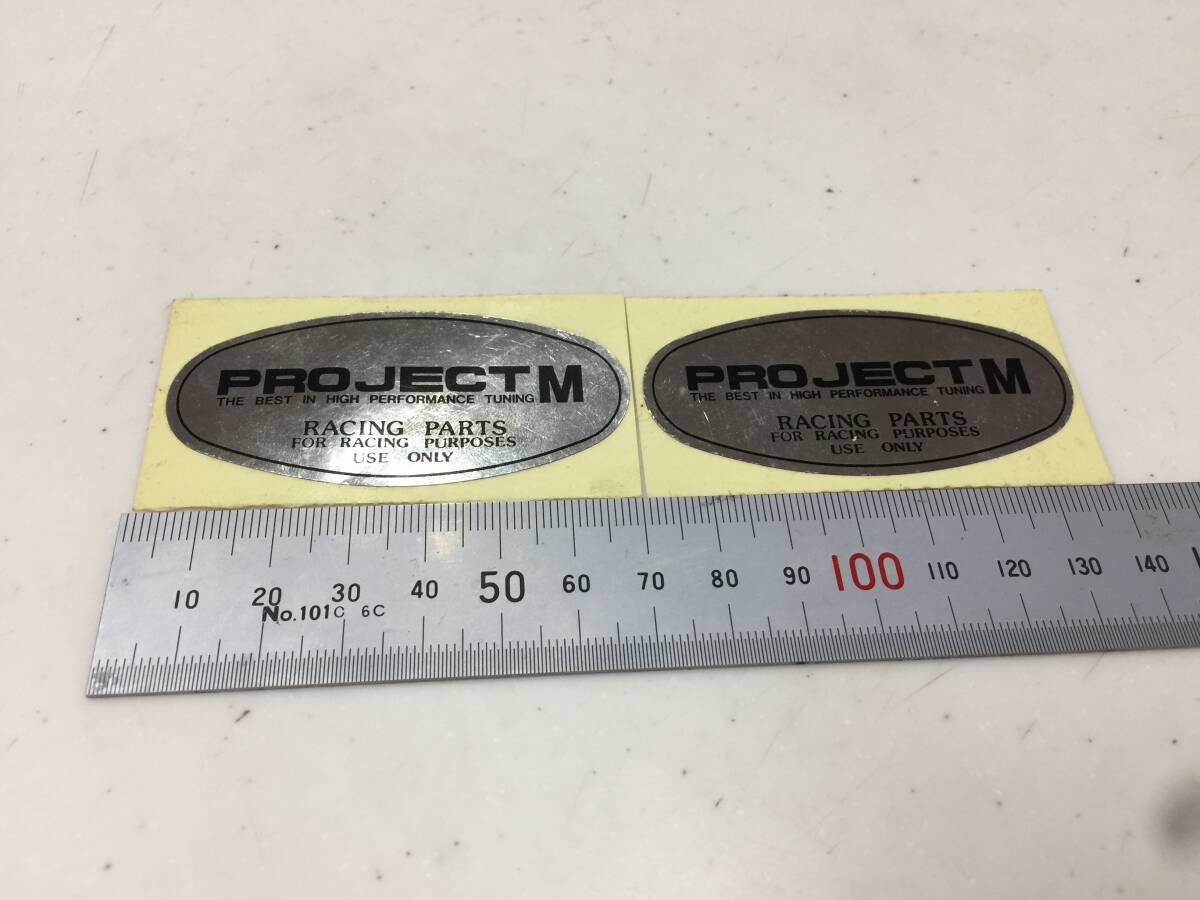 PROJECT M
THE BEST IN HIGH PERFORMANCE TUNING
RACING PARTS
FOR RACING PURPOSES
USE ONLY
PROJECT M
THE BEST IN HIGH PERFORMANCE TUNING
RACING PARTS
FOR RACING PURPOSES
USE ONLY
10 20 30 40 50 60 70 80 90 100 110 120 130 140
No.101C 6C